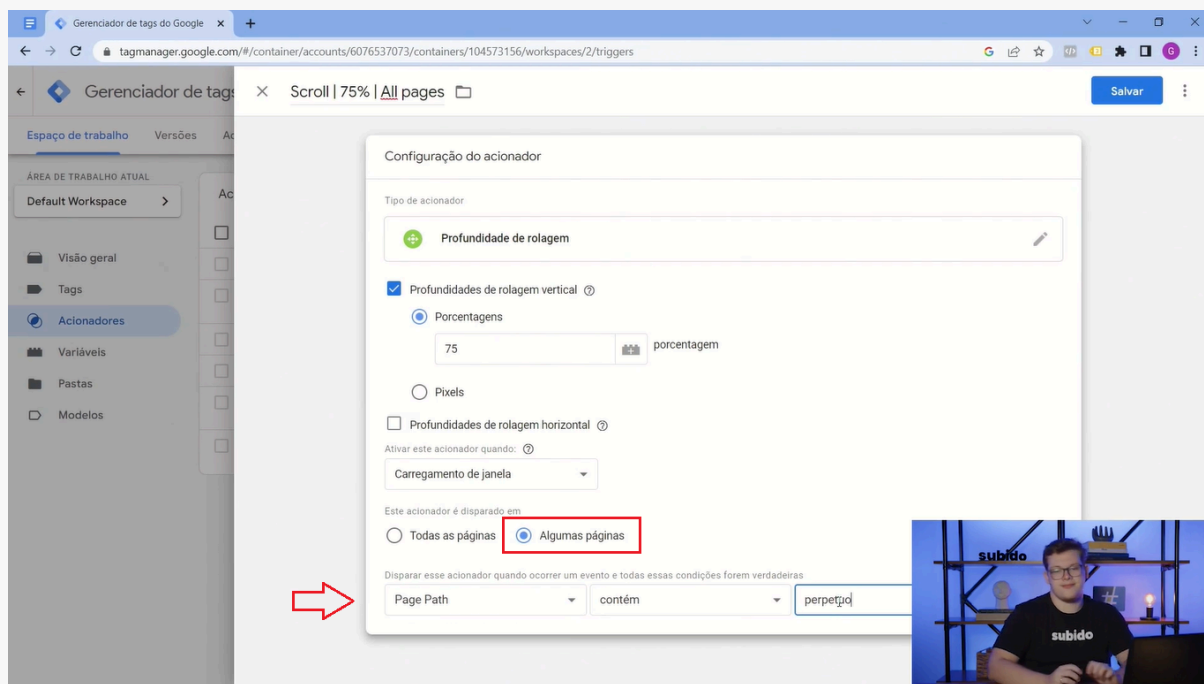 Gerenciador de tags do Google
tagmanager.google.com/#/container/accounts/6076537073/containers/104573156/workspaces/2/triggers
G
Gerenciador de tags
Scroll | 75% | All pages
Salvar
Espaço de trabalho Versões Ad
ÁREA DE TRABALHO ATUAL
Default Workspace
Ac
Visão geral
Tags
Acionadores
Variáveis
Pastas
Modelos
Configuração do acionador
Tipo de acionador
Profundidade de rolagem
Profundidades de rolagem vertical
Porcentagens
75 porcentagem
Pixels
Profundidades de rolagem horizontal
Ativar este acionador quando:
Carregamento de janela
Este acionador é disparado em
Todas as páginas Algumas páginas
Disparar esse acionador quando ocorrer um evento e todas essas condições forem verdadeiras
Page Path contém perpetuo
subido
#
subido